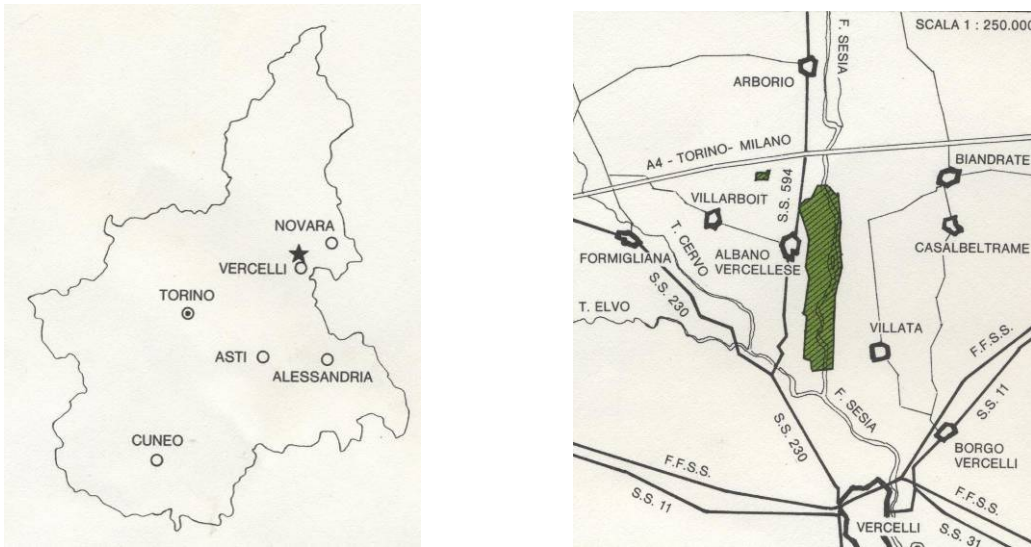 NOVARA
VERCELLI
TORINO
ASTI
ALESSANDRIA
CUNEO
SCALA 1 : 250.000
F. SESIA
ARBORIO
A4 - TORINO- MILANO
BIANDRATE
VILLARBOIT
S.S. 594
T. CERVO
FORMIGLIANA
ALBANO
VERCELLESE
CASALBELTRAME
S.S. 230
T. ELVO
VILLATA
F.F.S.S.
S.S. 11
F. SESIA
S.S. 230
BORGO
VERCELLI
F.F.S.S.
S.S. 11
F.F.S.S.
VERCELLI
S.S. 31